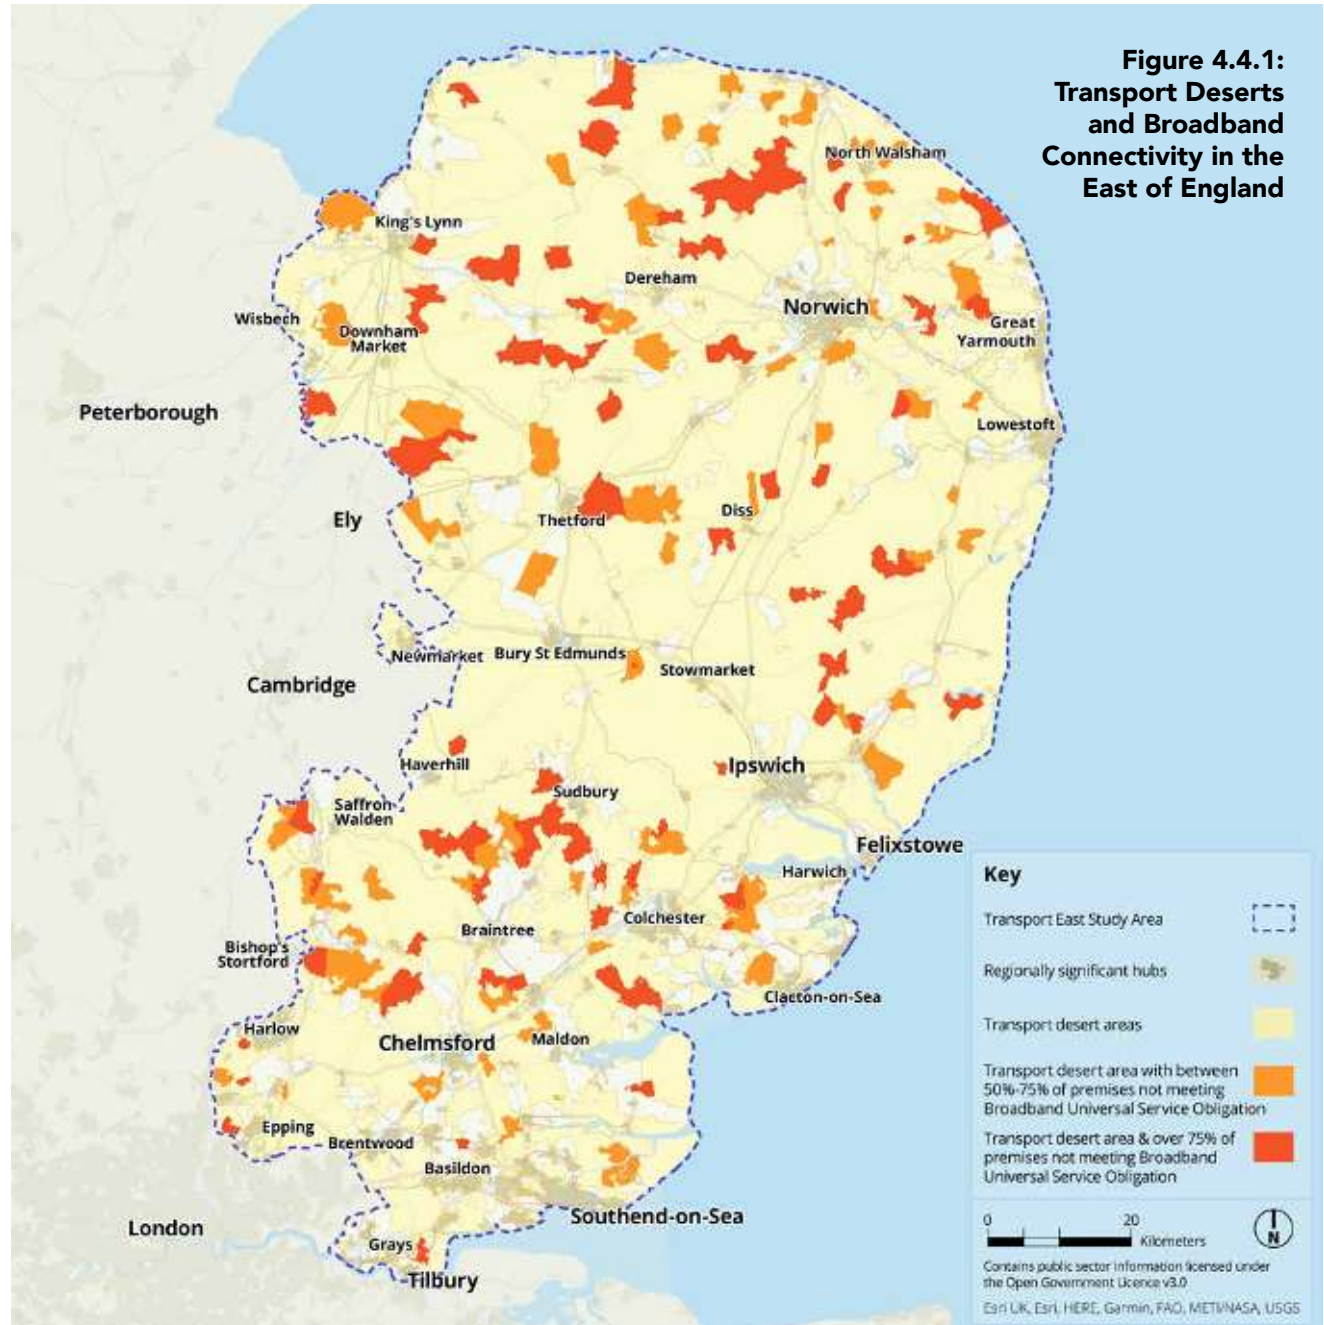 Figure 4.4.1:
Transport Deserts
and Broadband
Connectivity in the
East of England
North Walsham
King's Lynn
Dereham
Norwich
Wisbech
Downham
Market
Great
Yarmouth
Peterborough
Lowestoft
Ely
Thetford
Diss
Newmarket
Bury St Edmunds
Stowmarket
Cambridge
Haverhill
Ipswich
Sudbury
Saffron
Walden
Felixstowe
Harwich
Colchester
Braintree
Bishop's
Stortford
Clacton-on-Sea
Harlow
Chelmsford
Maldon
Epping
Brentwood
Basildon
London
Southend-on-Sea
Grays
Tilbury
Key
Transport East Study Area
Regionally significant hubs
Transport desert areas
Transport desert area with between
50%-75% of premises not meeting
Broadband Universal Service Obligation
Transport desert area & over 75% of
premises not meeting Broadband
Universal Service Obligation
0 20
Kilometers
N
Contains public sector information licensed under
the Open Government Licence v3.0
Esri UK, Esri, HERE, Garmin, FAO, METI/NASA, USGS